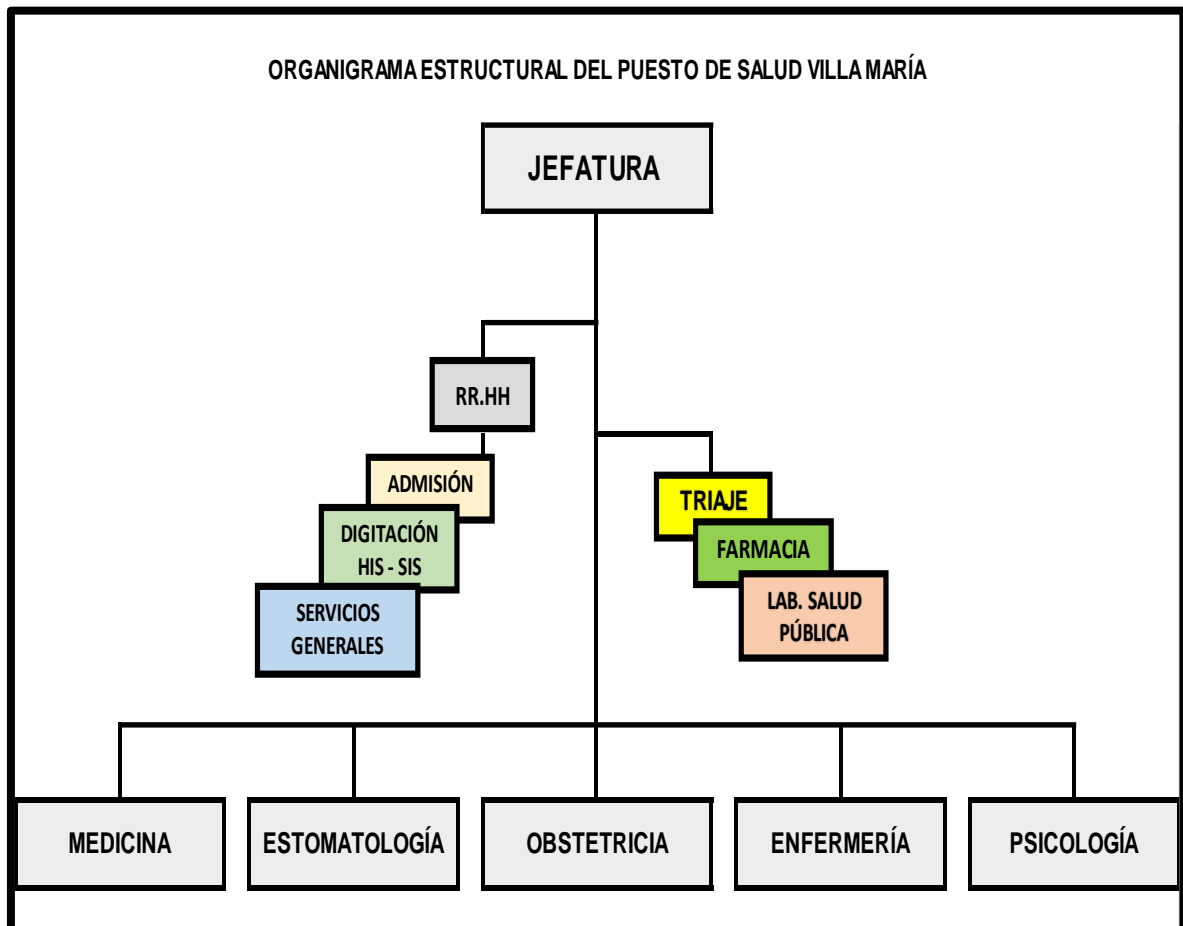 ORGANIGRAMA ESTRUCTURAL DEL PUESTO DE SALUD VILLA MARÍA
JEFATURA
RR.HH
ADMISIÓN
DIGITACIÓN
HIS - SIS
SERVICIOS
GENERALES
TRIAJE
FARMACIA
LAB. SALUD
PÚBLICA
MEDICINA
ESTOMATOLOGÍA
OBSTETRICIA
ENFERMERÍA
PSICOLOGÍA